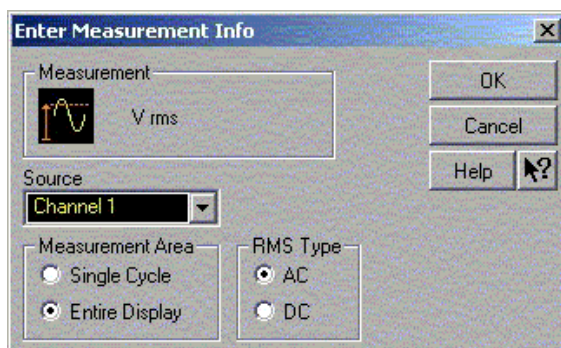 Enter Measurement Info
Measurement
V rms
OK
Cancel
Help
?
Source
Channel 1
Measurement Area
Single Cycle
Entire Display
RMS Type
AC
DC